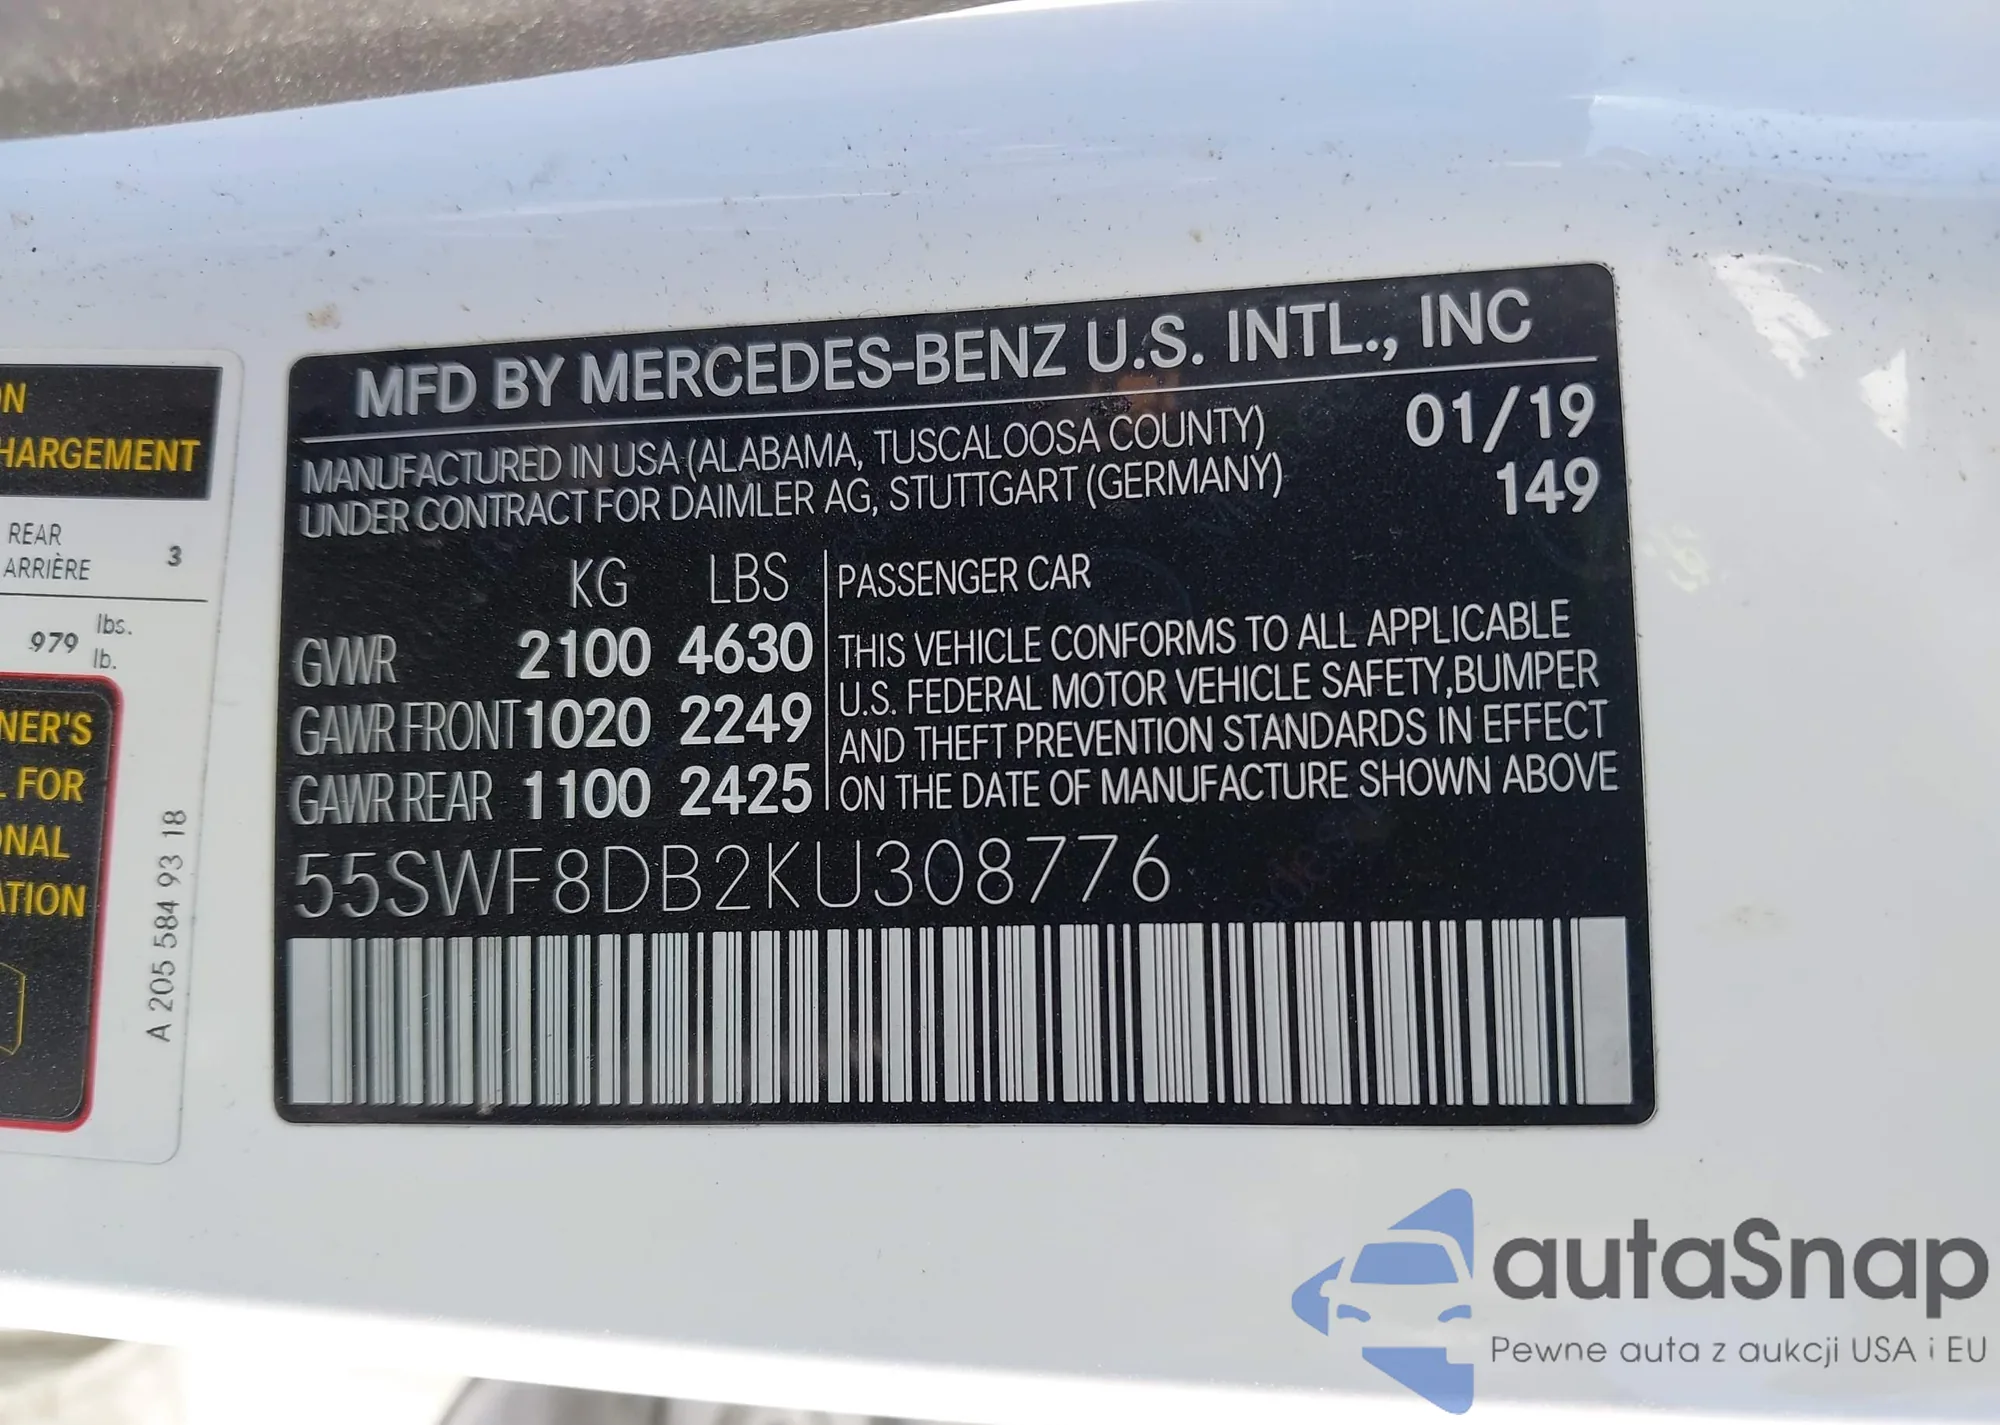 ON
HARGEMENT
REAR
ARRIÈRE
3
979 lbs.
lb.
NER'S
FOR
ONAL
ATION
A 205 584 93 18
MFD BY MERCEDES-BENZ U.S. INTL., INC
MANUFACTURED IN USA (ALABAMA, TUSCALOOSA COUNTY) 01/19
UNDER CONTRACT FOR DAIMLER AG, STUTTGART (GERMANY) 149
KG LBS
GVWR 2100 4630
GAWR FRONT 1020 2249
GAWR REAR 1100 2425
PASSENGER CAR
THIS VEHICLE CONFORMS TO ALL APPLICABLE
U.S. FEDERAL MOTOR VEHICLE SAFETY,BUMPER
AND THEFT PREVENTION STANDARDS IN EFFECT
ON THE DATE OF MANUFACTURE SHOWN ABOVE
55SWF8DB2KU308776
autaSnap
Pewne auta z aukcji USA i EU